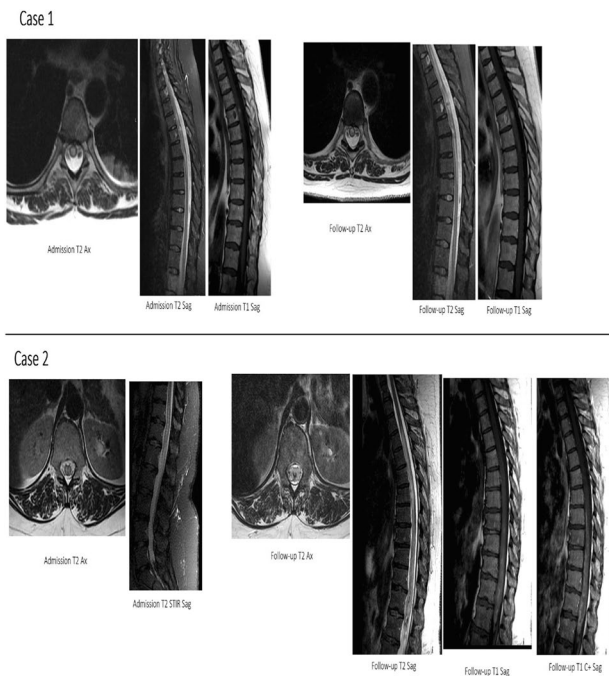 Case 1
Admission T2 Ax
Admission T2 Sag
Admission T1 Sag
Follow-up T2 Ax
Follow-up T2 Sag
Follow-up T1 Sag
Case 2
Admission T2 Ax
Admission T2 STIR Sag
Follow-up T2 Ax
Follow-up T2 Sag
Follow-up T1 Sag
Follow-up T1 C+ Sag